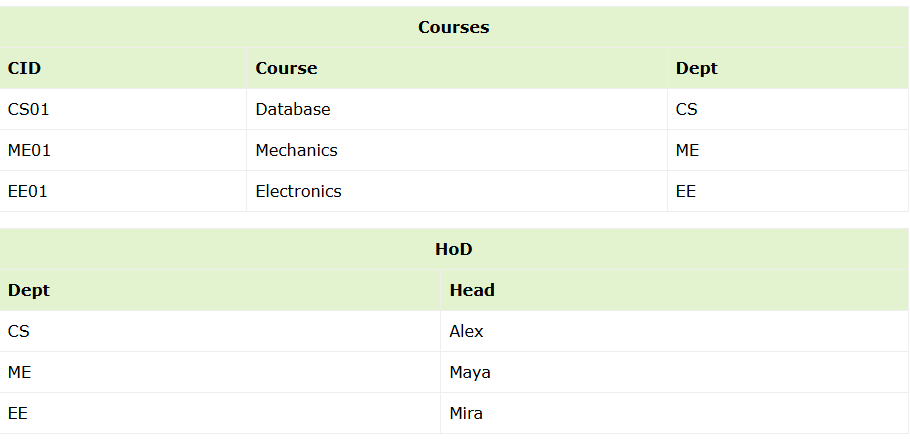 Courses
CID Course Dept
CS01 Database CS
ME01 Mechanics ME
EE01 Electronics EE
HoD
Dept Head
CS Alex
ME Maya
EE Mira